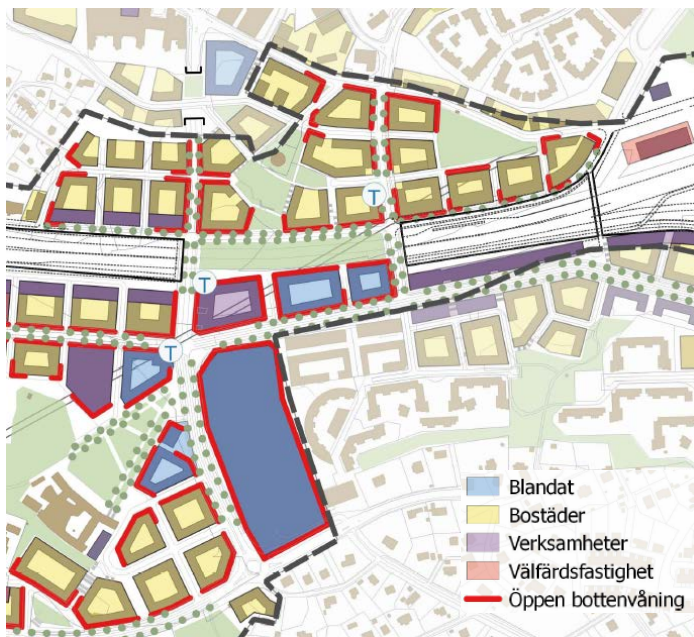 T
T
T
Blandat
Bostäder
Verksamheter
Välfärdsfastighet
Öppen bottenvåning